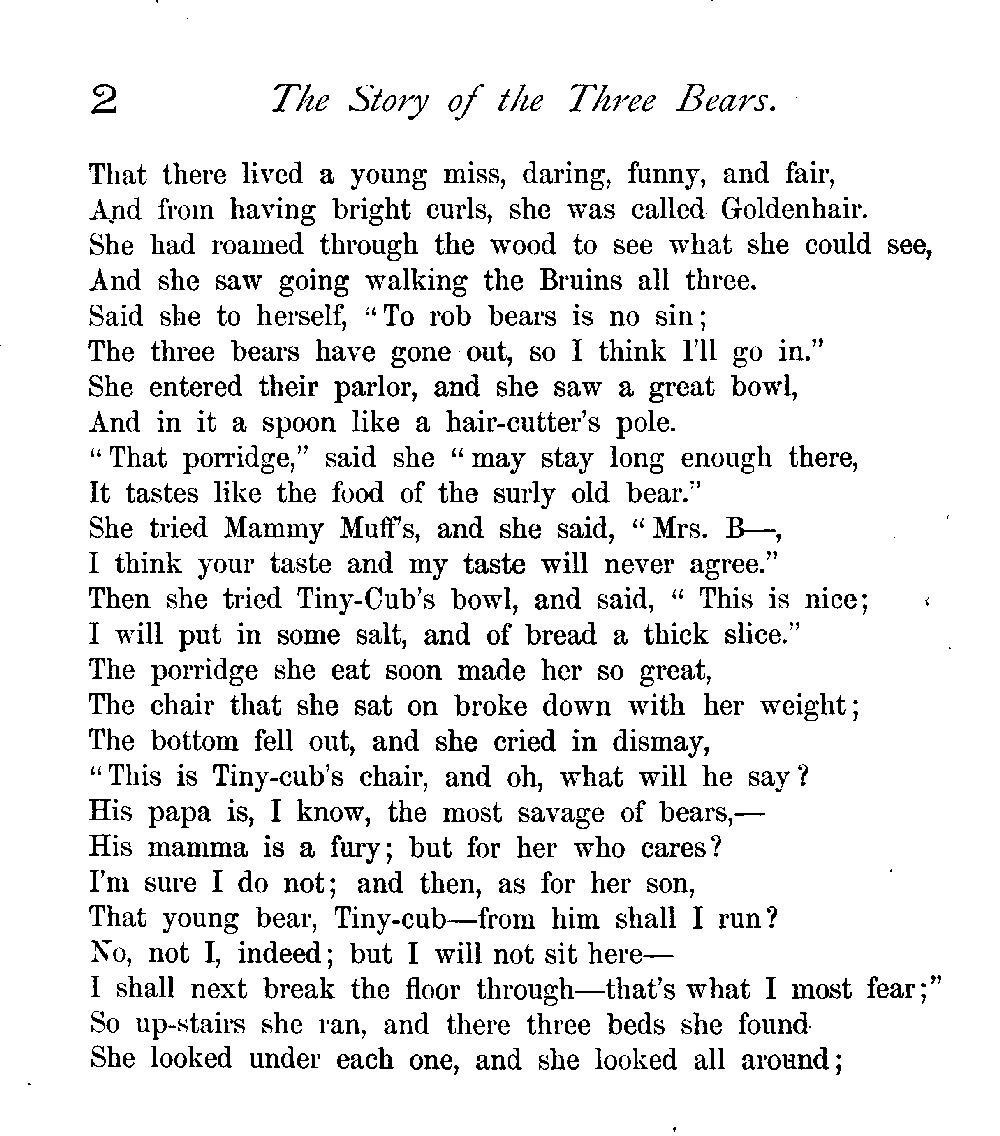 2 The Story of the Three Bears.
That there lived a young miss, daring, funny, and fair,
And from having bright curls, she was called Goldenhair.
She had roamed through the wood to see what she could see,
And she saw going walking the Bruins all three.
Said she to herself, “To rob bears is no sin;
The three bears have gone out, so I think I’ll go in.”
She entered their parlor, and she saw a great bowl,
And in it a spoon like a hair-cutter’s pole.
“That porridge,” said she “may stay long enough there,
It tastes like the food of the surly old bear.”
She tried Mammy Muff’s, and she said, “Mrs. B—,
I think your taste and my taste will never agree.”
Then she tried Tiny-Cub’s bowl, and said, “This is nice;
I will put in some salt, and of bread a thick slice.”
The porridge she eat soon made her so great,
The chair that she sat on broke down with her weight;
The bottom fell out, and she cried in dismay,
“This is Tiny-cub’s chair, and oh, what will he say?
His papa is, I know, the most savage of bears,—
His mamma is a fury; but for her who cares?
I’m sure I do not; and then, as for her son,
That young bear, Tiny-cub—from him shall I run?
No, not I, indeed; but I will not sit here—
I shall next break the floor through—that’s what I most fear;”
So up-stairs she ran, and there three beds she found
She looked under each one, and she looked all around;